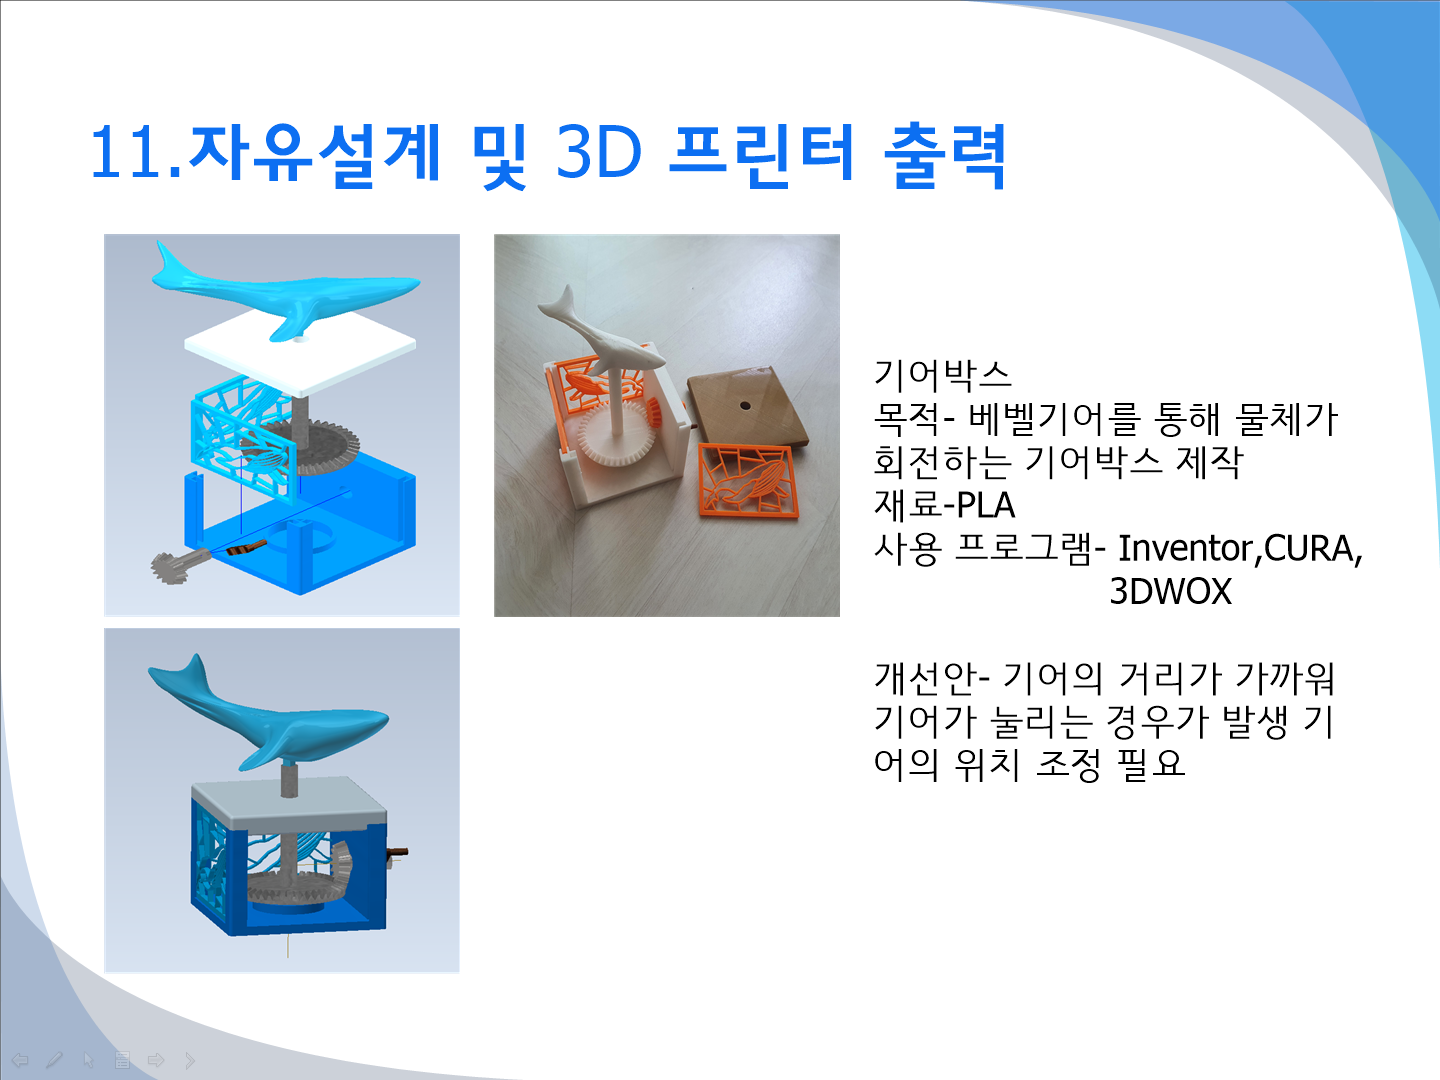 11.자유설계 및 3D 프린터 출력
기어박스
목적- 베벨기어를 통해 물체가
회전하는 기어박스 제작
재료-PLA
사용 프로그램- Inventor,CURA,
3DWOX
개선안- 기어의 거리가 가까워
기어가 눌리는 경우가 발생 기
어의 위치 조정 필요